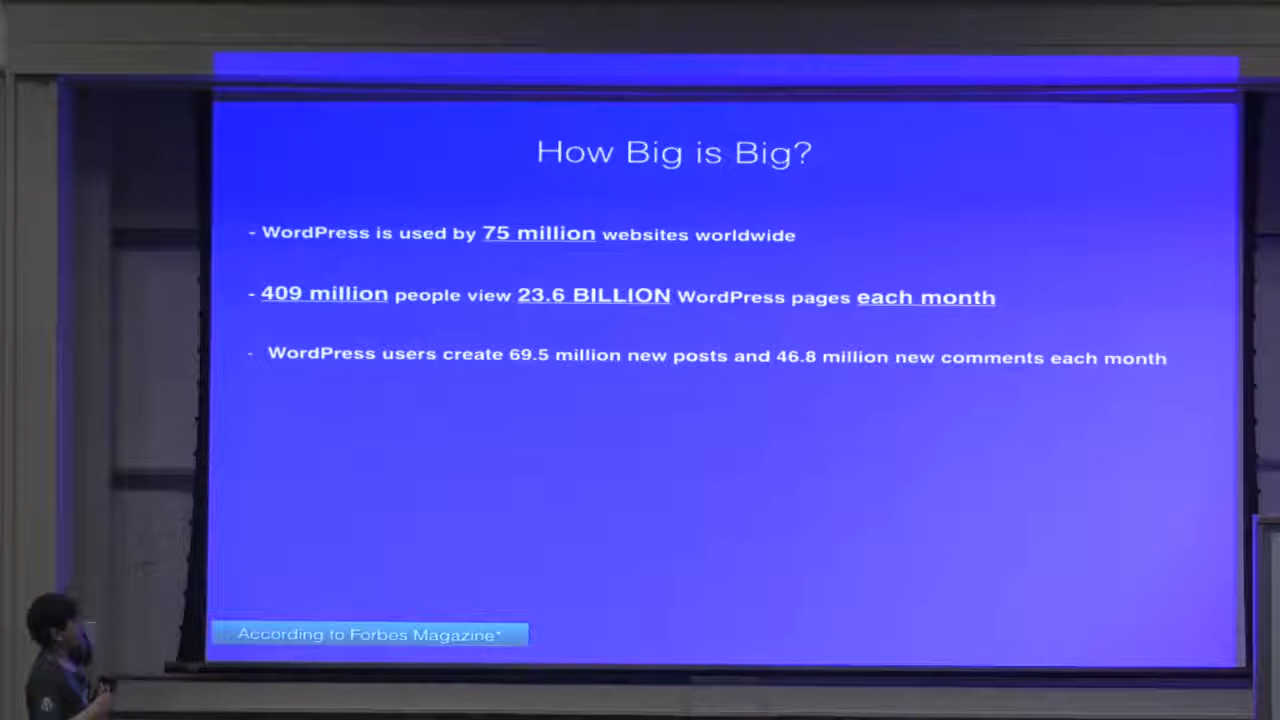 How Big is Big?
- WordPress is used by 75 million websites worldwide
- 409 million people view 23.6 BILLION WordPress pages each month
- WordPress users create 69.5 million new posts and 46.8 million new comments each month
According to Forbes Magazine*